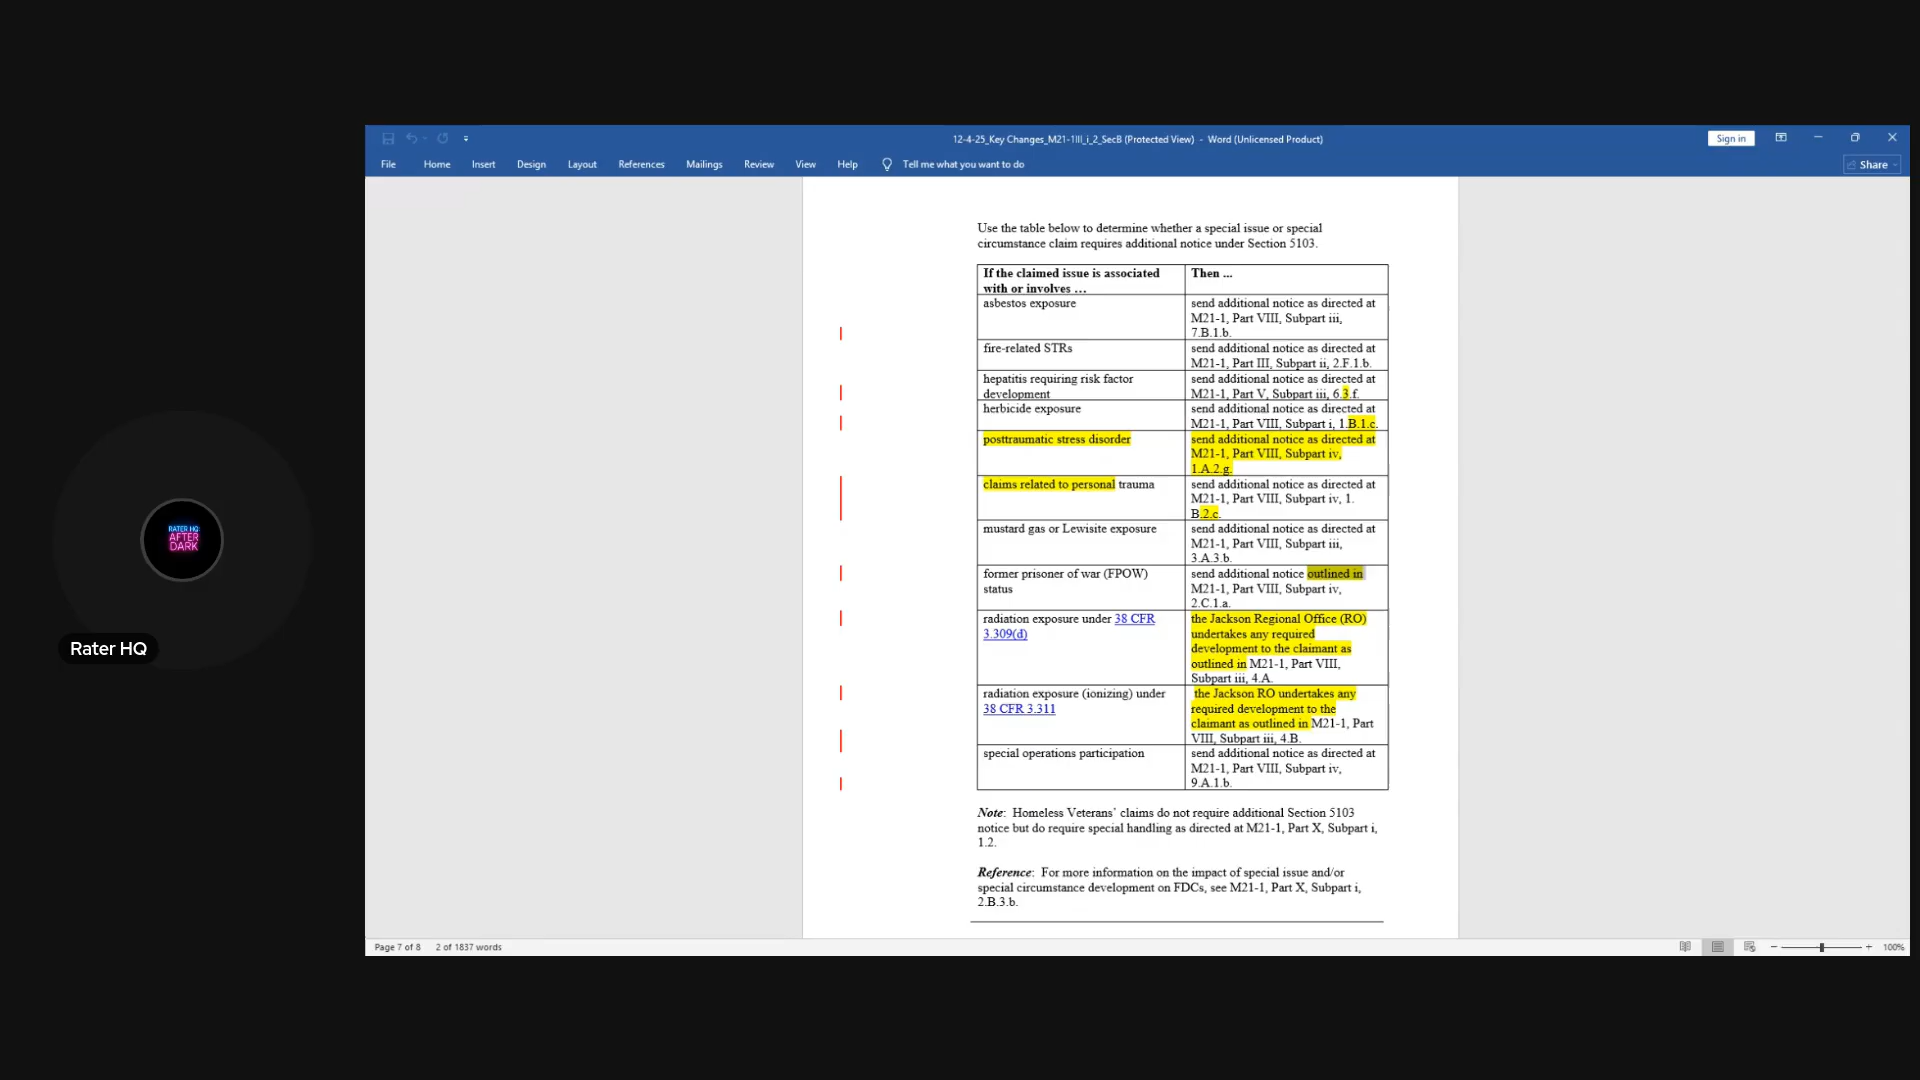 12-4-25_Key Changes_M21-1III_i_2_SecB (Protected View) - Word (Unlicensed Product)
Sign in
File Home Insert Design Layout References Mailings Review View Help Tell me what you want to do
Share
Use the table below to determine whether a special issue or special
circumstance claim requires additional notice under Section 5103.
If the claimed issue is associated
with or involves …
Then ...
asbestos exposure
send additional notice as directed at
M21-1, Part VIII, Subpart iii,
7.B.1.b.
fire-related STRs
send additional notice as directed at
M21-1, Part III, Subpart ii, 2.F.1.b.
hepatitis requiring risk factor
development
send additional notice as directed at
M21-1, Part V, Subpart iii, 6.3.f.
herbicide exposure
send additional notice as directed at
M21-1, Part VIII, Subpart i, 1.B.1.c.
posttraumatic stress disorder
send additional notice as directed at
M21-1, Part VIII, Subpart iv,
1.A.2.g.
claims related to personal trauma
send additional notice as directed at
M21-1, Part VIII, Subpart iv, 1.
B.2.c.
mustard gas or Lewisite exposure
send additional notice as directed at
M21-1, Part VIII, Subpart iii,
3.A.3.b.
former prisoner of war (FPOW)
status
send additional notice outlined in
M21-1, Part VIII, Subpart iv,
2.C.1.a.
radiation exposure under 38 CFR
3.309(d)
the Jackson Regional Office (RO)
undertakes any required
development to the claimant as
outlined in M21-1, Part VIII,
Subpart iii, 4.A.
radiation exposure (ionizing) under
38 CFR 3.311
the Jackson RO undertakes any
required development to the
claimant as outlined in M21-1, Part
VIII, Subpart iii, 4.B.
special operations participation
send additional notice as directed at
M21-1, Part VIII, Subpart iv,
9.A.1.b.
Note: Homeless Veterans’ claims do not require additional Section 5103
notice but do require special handling as directed at M21-1, Part X, Subpart i,
1.2.
Reference: For more information on the impact of special issue and/or
special circumstance development on FDCs, see M21-1, Part X, Subpart i,
2.B.3.b.
Page 7 of 8 2 of 1837 words
100%
RATER HQ
AFTER
DARK
Rater HQ